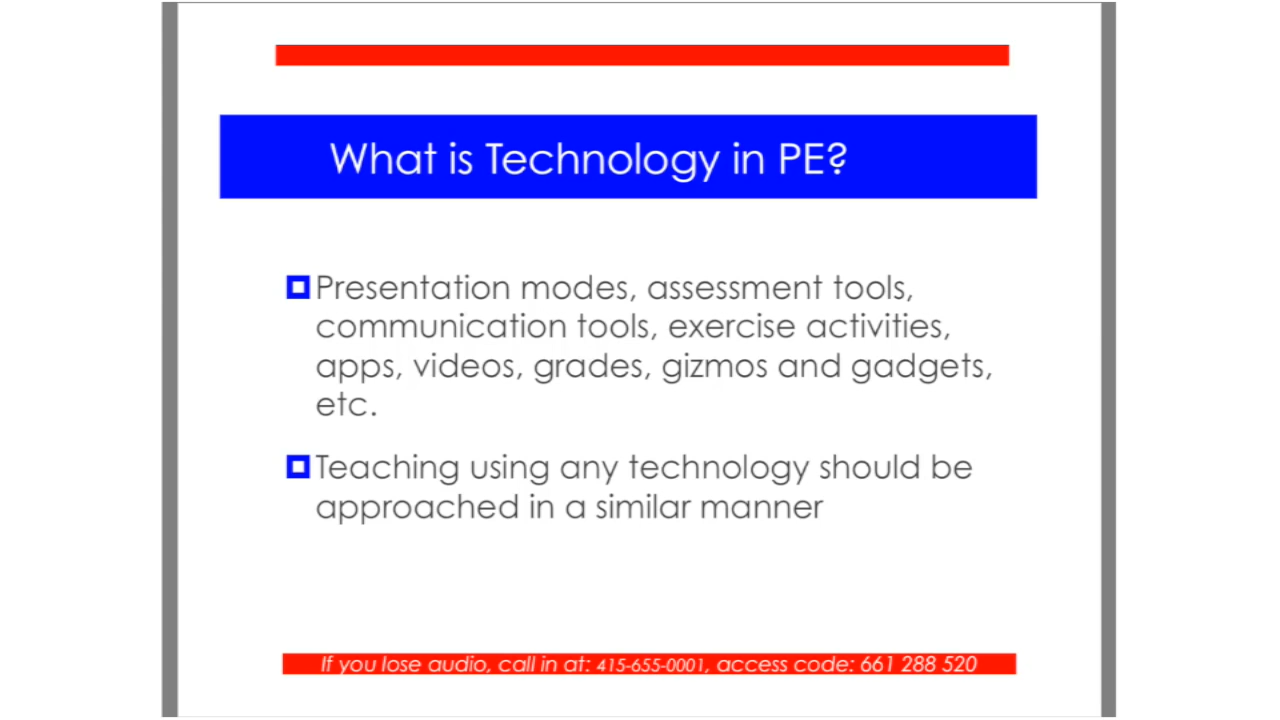 What is Technology in PE?
Presentation modes, assessment tools,
communication tools, exercise activities,
apps, videos, grades, gizmos and gadgets,
etc.
Teaching using any technology should be
approached in a similar manner
If you lose audio, call in at: 415-655-0001, access code: 661 288 520